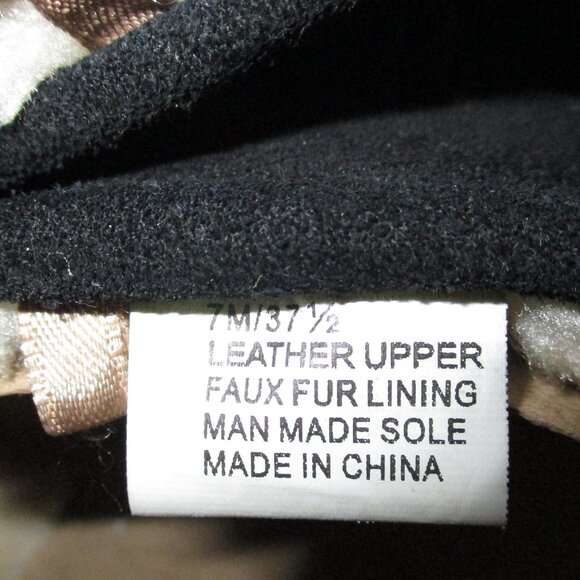 7M/37 ½
LEATHER UPPER
FAUX FUR LINING
MAN MADE SOLE
MADE IN CHINA